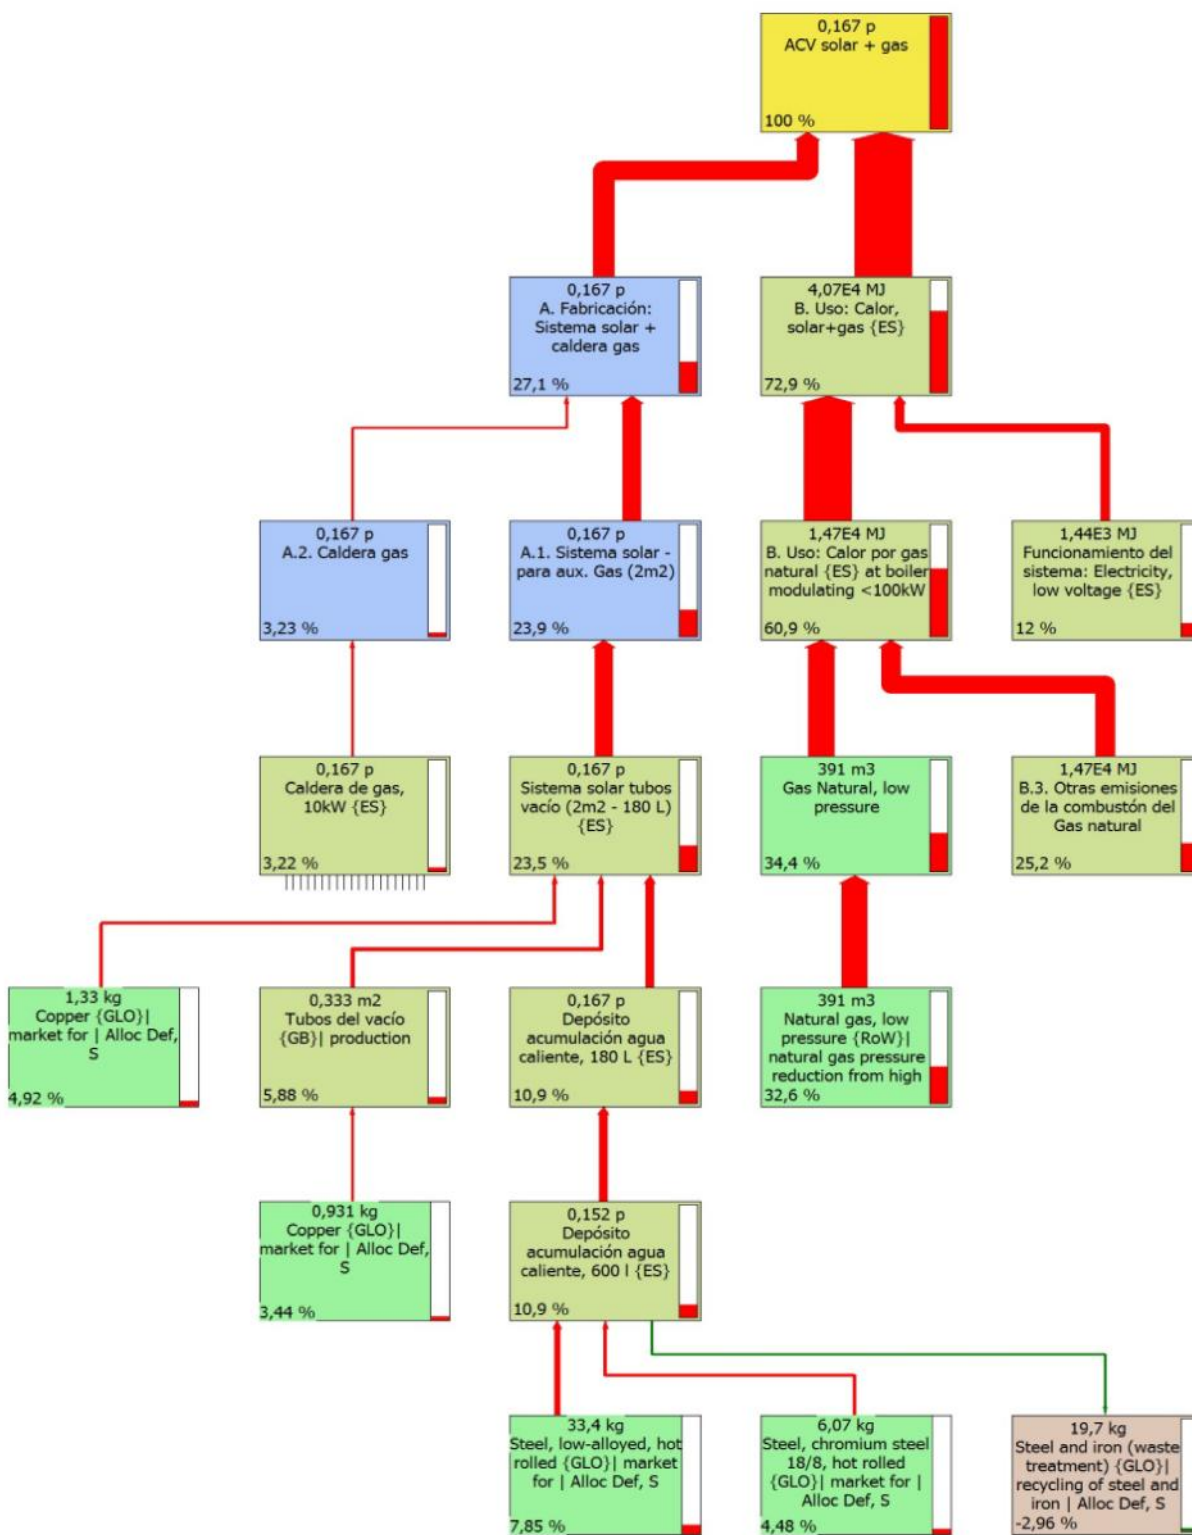 0,167 p
ACV solar + gas
100 %
0,167 p
A. Fabricación:
Sistema solar +
caldera gas
27,1 %
4,07E4 MJ
B. Uso: Calor,
solar+gas {ES}
72,9 %
0,167 p
A.2. Caldera gas
3,23 %
0,167 p
A.1. Sistema solar -
para aux. Gas (2m2)
23,9 %
1,47E4 MJ
B. Uso: Calor por gas
natural {ES} at boiler
modulating <100kW
60,9 %
1,44E3 MJ
Funcionamiento del
sistema: Electricity,
low voltage {ES}
12 %
0,167 p
Caldera de gas,
10kW {ES}
3,22 %
0,167 p
Sistema solar tubos
vacío (2m2 - 180 L)
{ES}
23,5 %
391 m3
Gas Natural, low
pressure
34,4 %
1,47E4 MJ
B.3. Otras emisiones
de la combustón del
Gas natural
25,2 %
1,33 kg
Copper {GLO}|
market for | Alloc Def,
S
4,92 %
0,333 m2
Tubos del vacío
{GB}| production
5,88 %
0,167 p
Depósito
acumulación agua
caliente, 180 L {ES}
10,9 %
391 m3
Natural gas, low
pressure {RoW}|
natural gas pressure
reduction from high
32,6 %
0,931 kg
Copper {GLO}|
market for | Alloc Def,
S
3,44 %
0,152 p
Depósito
acumulación agua
caliente, 600 l {ES}
10,9 %
33,4 kg
Steel, low-alloyed, hot
rolled {GLO}| market
for | Alloc Def, S
7,85 %
6,07 kg
Steel, chromium steel
18/8, hot rolled
{GLO}| market for |
Alloc Def, S
4,48 %
19,7 kg
Steel and iron (waste
treatment) {GLO}|
recycling of steel and
iron | Alloc Def, S
-2,96 %